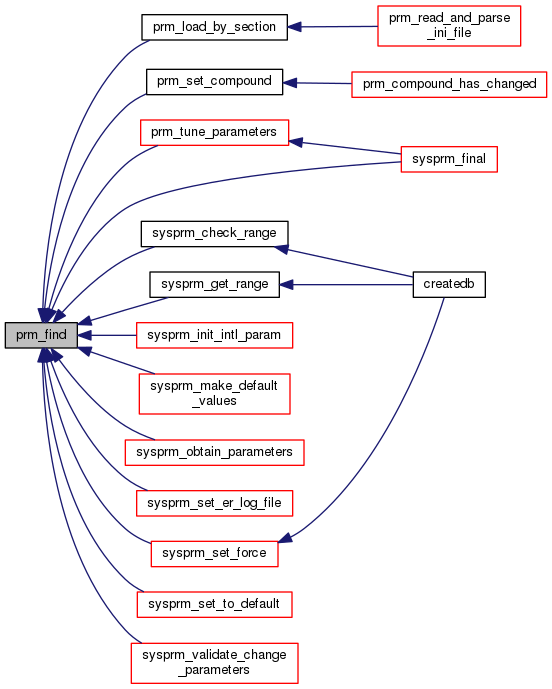 prm_load_by_section
prm_read_and_parse
_ini_file
prm_set_compound
prm_compound_has_changed
prm_tune_parameters
sysprm_final
sysprm_check_range
sysprm_get_range
createdb
prm_find
sysprm_init_intl_param
sysprm_make_default
_values
sysprm_obtain_parameters
sysprm_set_er_log_file
sysprm_set_force
sysprm_set_to_default
sysprm_validate_change
_parameters